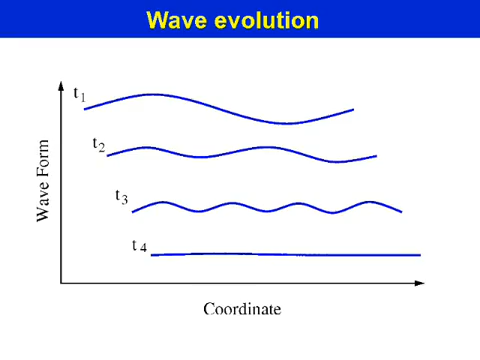 Wave evolution
t1
t2
t3
t4
Wave Form
Coordinate